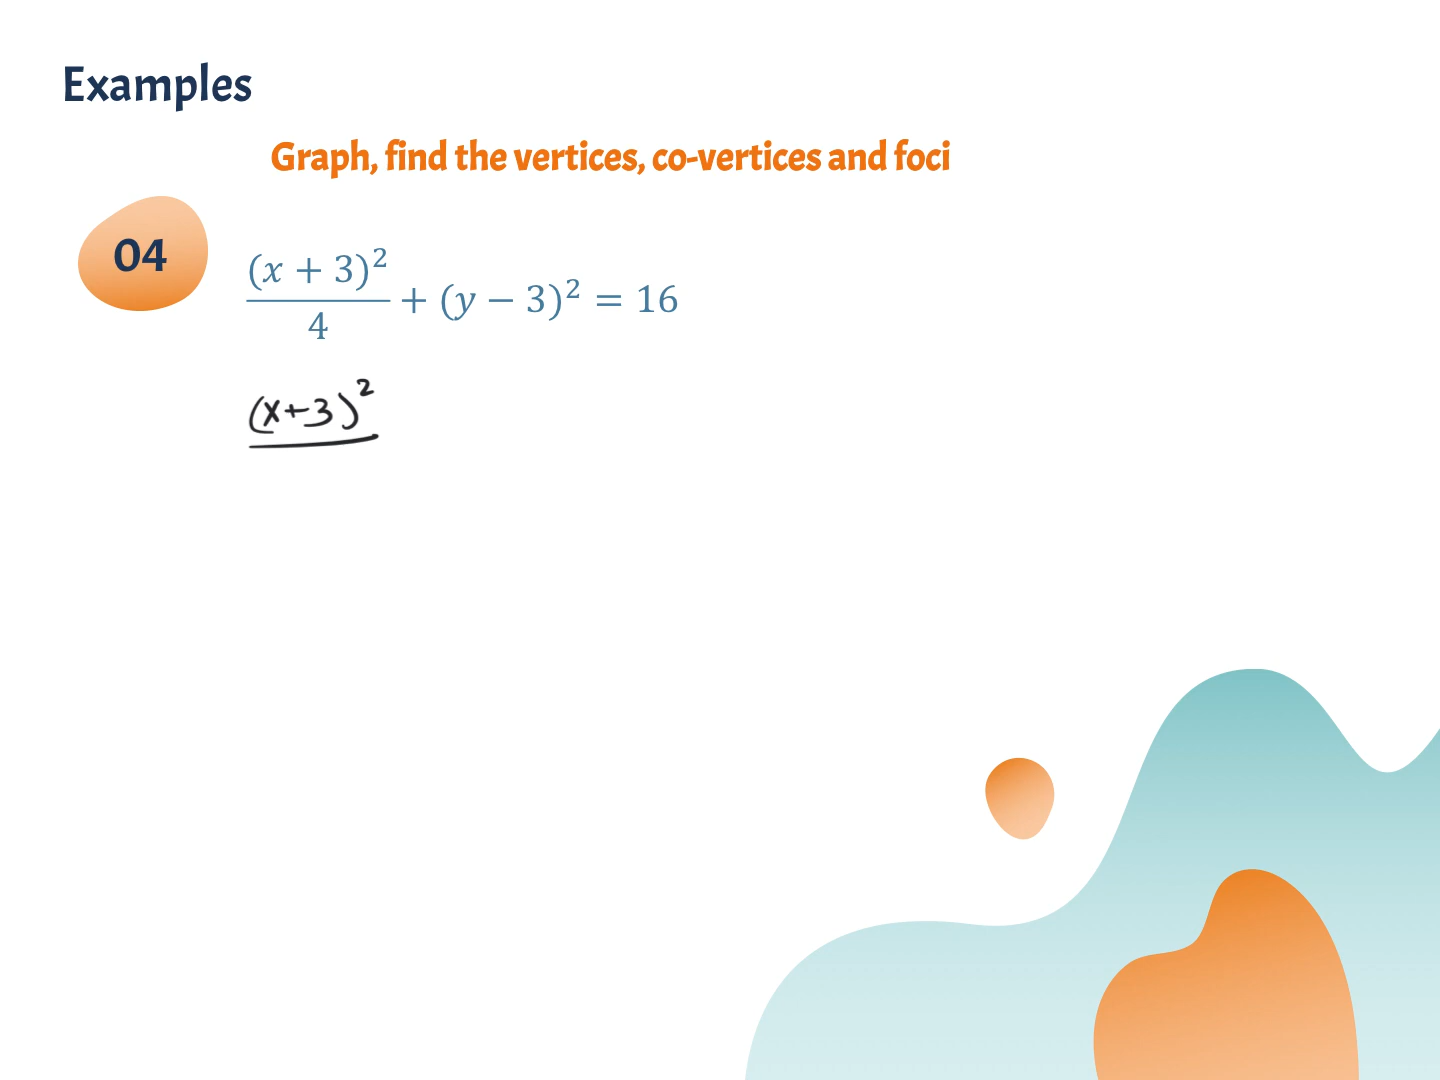 Examples
Graph, find the vertices, co-vertices and foci
04
(x + 3)²/4 + (y − 3)² = 16
(x+3)²